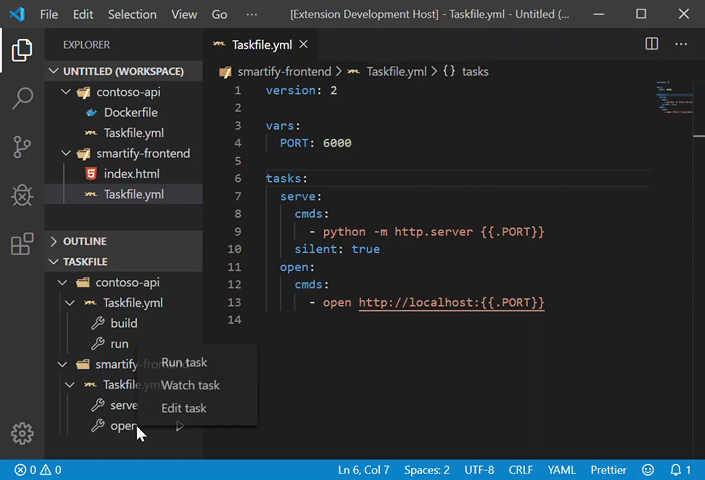 File Edit Selection View Go ··· [Extension Development Host] - Taskfile.yml - Untitled (...
EXPLORER
UNTITLED (WORKSPACE)
contoso-api
Dockerfile
Taskfile.yml
smartify-frontend
index.html
Taskfile.yml
OUTLINE
TASKFILE
contoso-api
Taskfile.yml
build
run
smartify-fronte
Taskfile.yml
serve
open
Run task
Watch task
Edit task
Taskfile.yml
smartify-frontend > Taskfile.yml > {} tasks
1 version: 2
2
3 vars:
4 PORT: 6000
5
6 tasks:
7 serve:
8 cmds:
9 - python -m http.server {{.PORT}}
10 silent: true
11 open:
12 cmds:
13 - open http://localhost:{{.PORT}}
14
0 0 Ln 6, Col 7 Spaces: 2 UTF-8 CRLF YAML Prettier 1